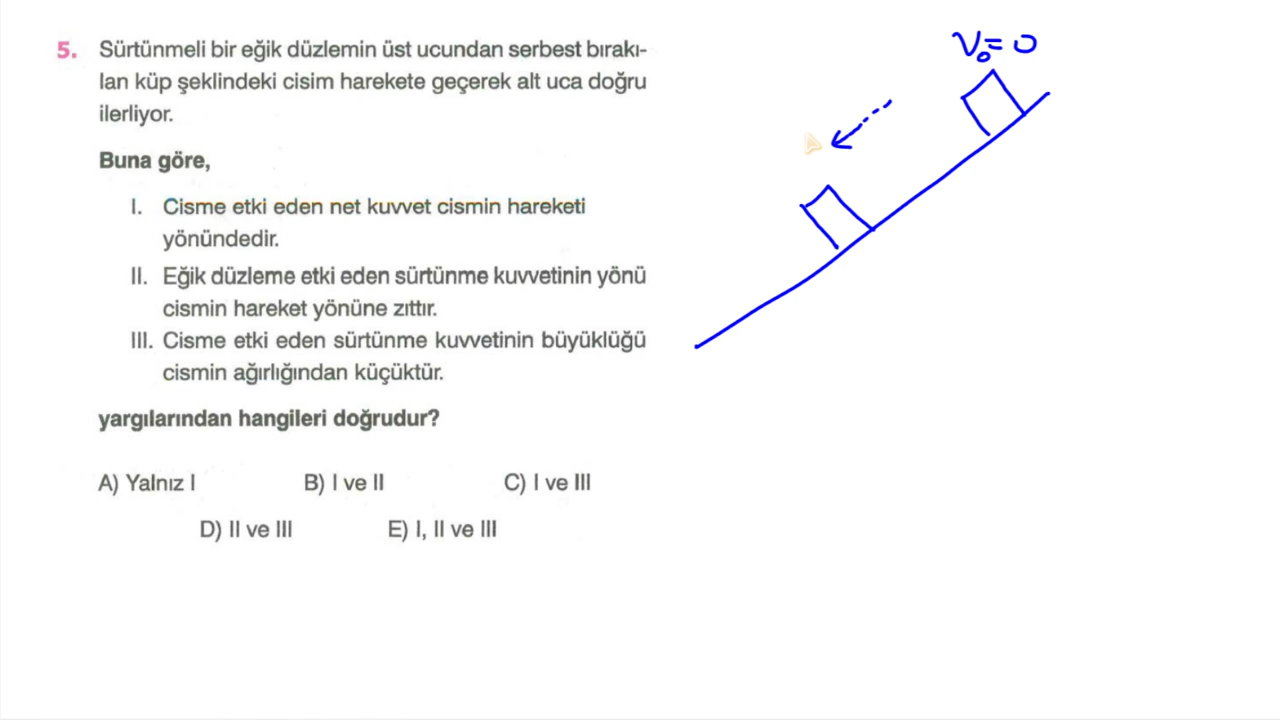 5. Sürtünmeli bir eğik düzlemin üst ucundan serbest bırakı-
lan küp şeklindeki cisim harekete geçerek alt uca doğru
ilerliyor.
Buna göre,
I. Cisme etki eden net kuvvet cismin hareketi
yönündedir.
II. Eğik düzleme etki eden sürtünme kuvvetinin yönü
cismin hareket yönüne zıttır.
III. Cisme etki eden sürtünme kuvvetinin büyüklüğü
cismin ağırlığından küçüktür.
yargılarından hangileri doğrudur?
A) Yalnız I B) I ve II C) I ve III
D) II ve III E) I, II ve III
V₀=0